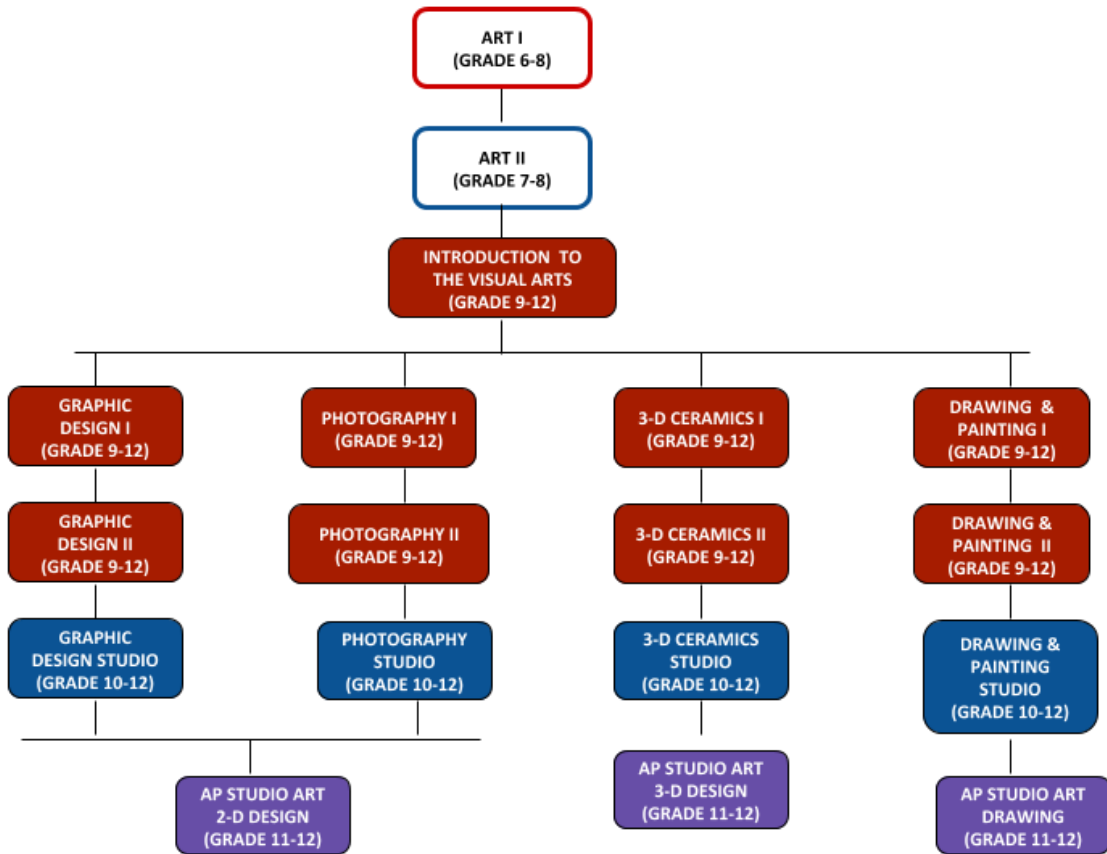 ART I
(GRADE 6-8)
ART II
(GRADE 7-8)
INTRODUCTION TO
THE VISUAL ARTS
(GRADE 9-12)
GRAPHIC
DESIGN I
(GRADE 9-12)
PHOTOGRAPHY I
(GRADE 9-12)
3-D CERAMICS I
(GRADE 9-12)
DRAWING &
PAINTING I
(GRADE 9-12)
GRAPHIC
DESIGN II
(GRADE 9-12)
PHOTOGRAPHY II
(GRADE 9-12)
3-D CERAMICS II
(GRADE 9-12)
DRAWING &
PAINTING II
(GRADE 9-12)
GRAPHIC
DESIGN STUDIO
(GRADE 10-12)
PHOTOGRAPHY
STUDIO
(GRADE 10-12)
3-D CERAMICS
STUDIO
(GRADE 10-12)
DRAWING &
PAINTING
STUDIO
(GRADE 10-12)
AP STUDIO ART
2-D DESIGN
(GRADE 11-12)
AP STUDIO ART
3-D DESIGN
(GRADE 11-12)
AP STUDIO ART
DRAWING
(GRADE 11-12)